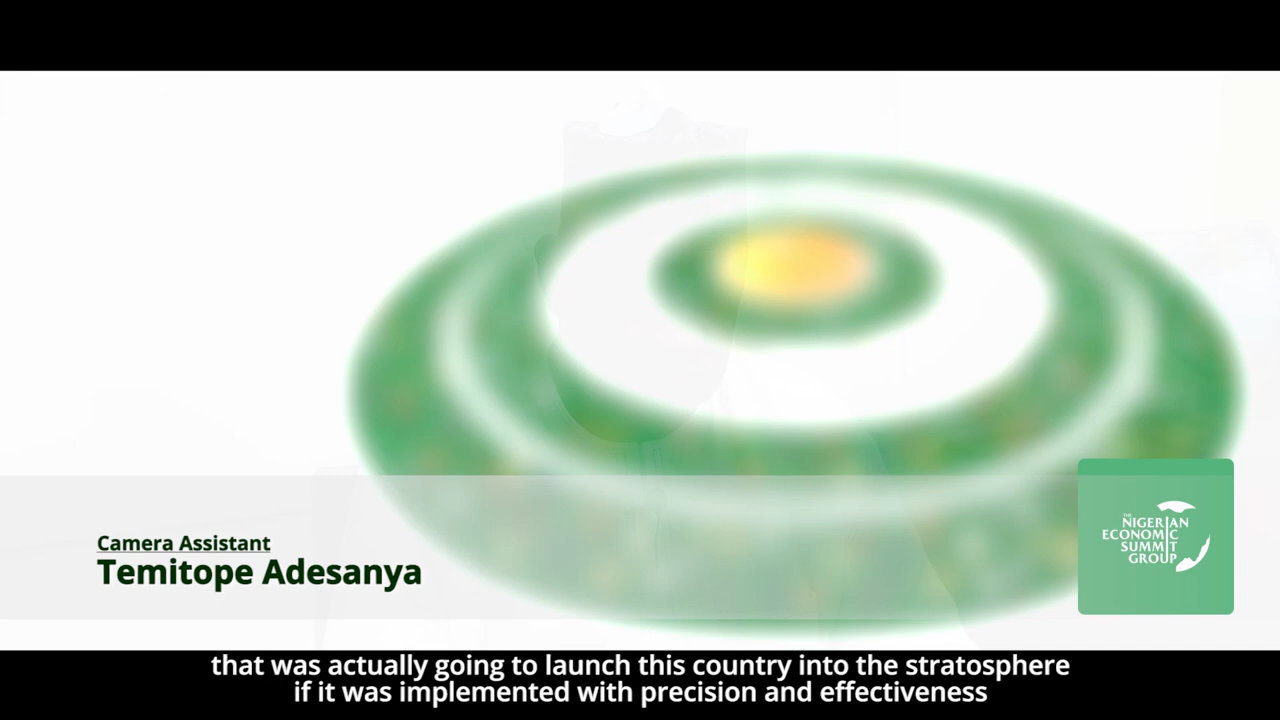 Camera Assistant
Temitope Adesanya
THE
NIGERIAN
ECONOMIC
SUMMIT
GROUP
that was actually going to launch this country into the stratosphere
if it was implemented with precision and effectiveness